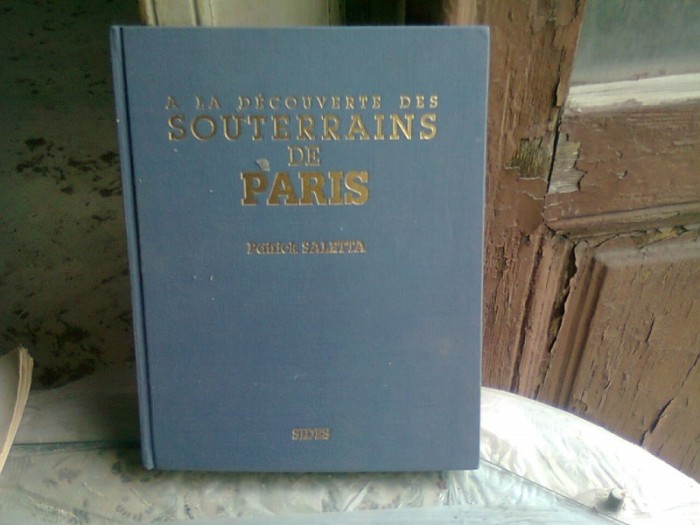 A LA DÉCOUVERTE DES
SOUTERRAINS
DE
PARIS
Patrick SALETTA
SIDES